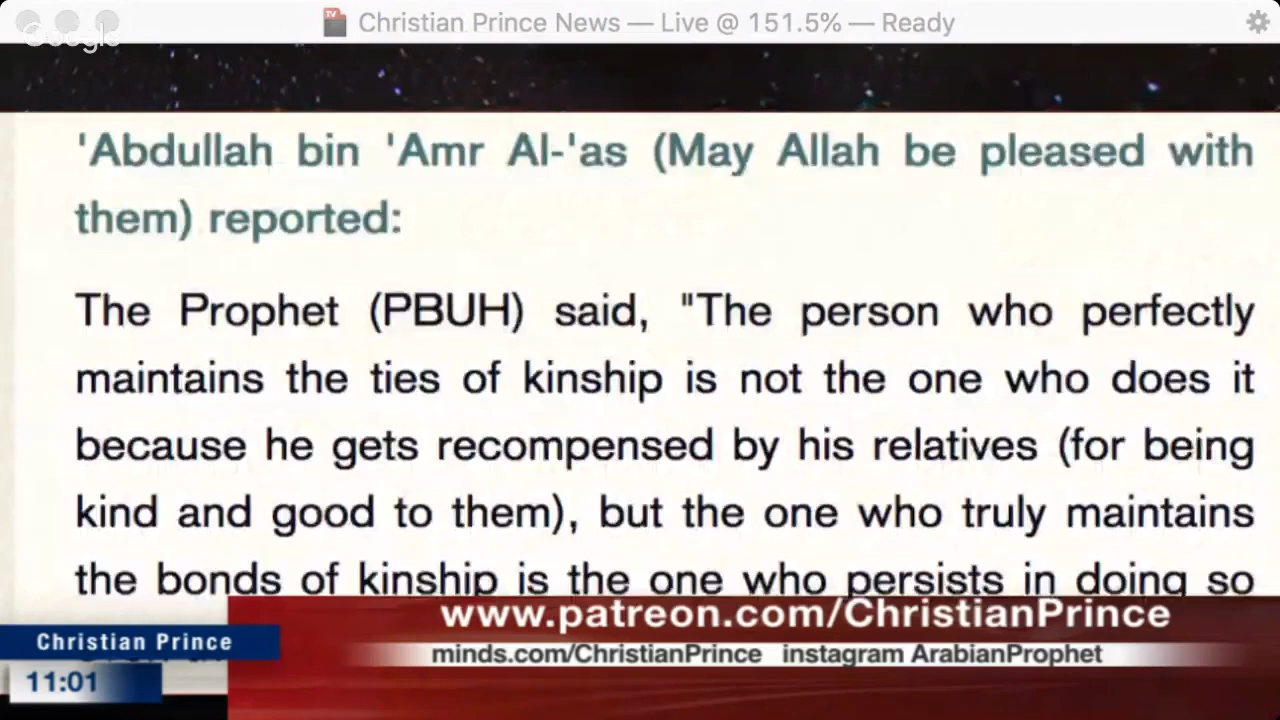 Christian Prince News — Live @ 151.5% — Ready
TV
Google
'Abdullah bin 'Amr Al-'as (May Allah be pleased with
them) reported:
The Prophet (PBUH) said, "The person who perfectly
maintains the ties of kinship is not the one who does it
because he gets recompensed by his relatives (for being
kind and good to them), but the one who truly maintains
the bonds of kinship is the one who persists in doing so
www.patreon.com/ChristianPrince
Christian Prince
minds.com/ChristianPrince instagram ArabianProphet
11:01